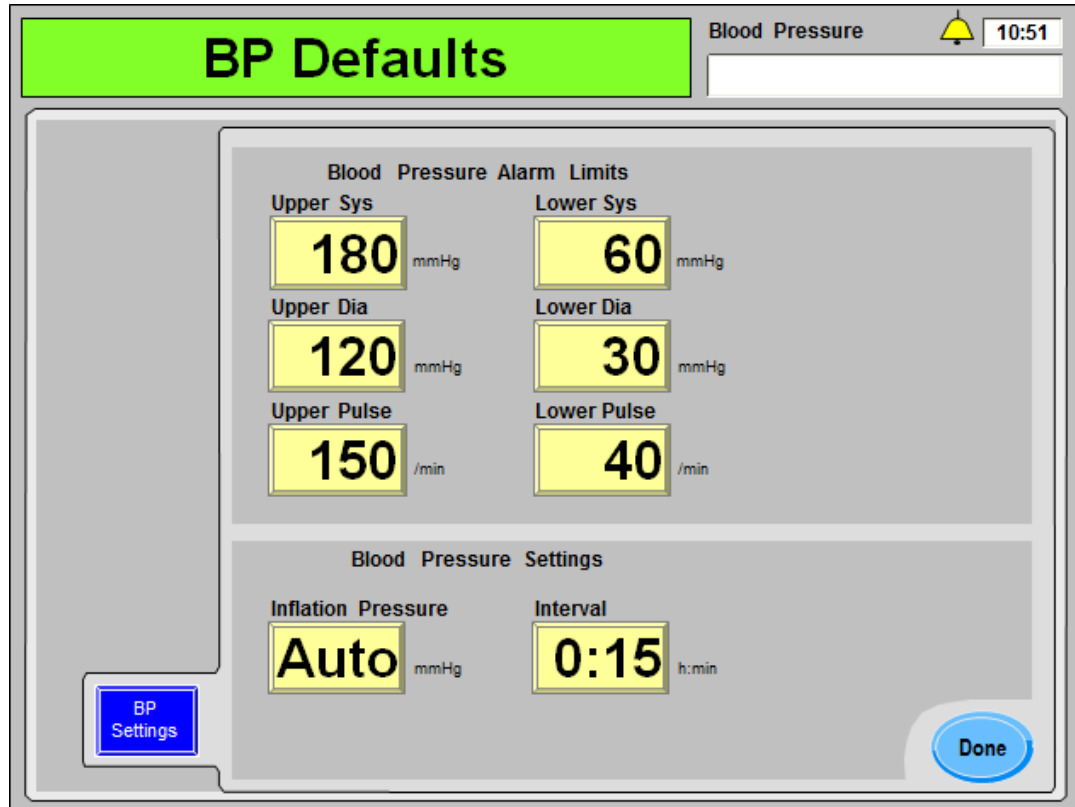 BP Defaults
Blood Pressure
10:51
Blood Pressure Alarm Limits
Upper Sys
Lower Sys
180 mmHg
60 mmHg
Upper Dia
Lower Dia
120 mmHg
30 mmHg
Upper Pulse
Lower Pulse
150 /min
40 /min
Blood Pressure Settings
Inflation Pressure
Interval
Auto mmHg
0:15 h:min
BP
Settings
Done